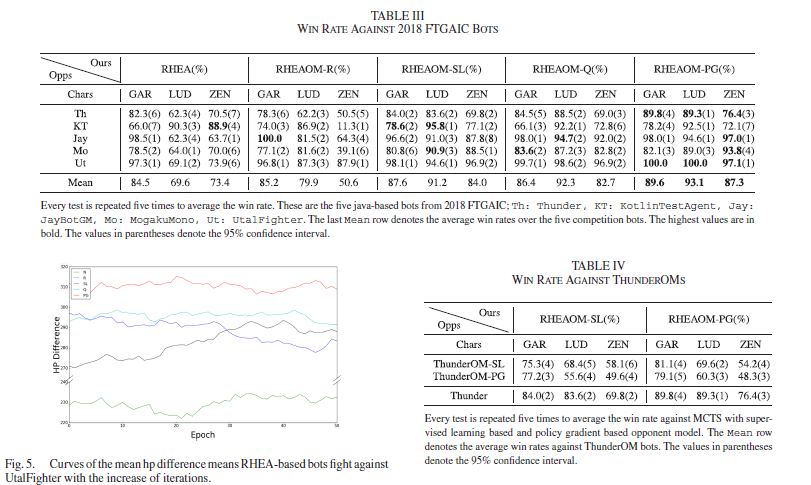 TABLE III
WIN RATE AGAINST 2018 FTGAIC BOTS
Ours
Opps
RHEA(%) RHEAOM-R(%) RHEAOM-SL(%) RHEAOM-Q(%) RHEAOM-PG(%)
Chars GAR LUD ZEN GAR LUD ZEN GAR LUD ZEN GAR LUD ZEN GAR LUD ZEN
Th 82.3(6) 62.3(4) 70.5(7) 78.3(6) 62.2(3) 50.5(5) 84.0(2) 83.6(2) 69.8(2) 84.5(5) 88.5(2) 69.0(3) 89.8(4) 89.3(1) 76.4(3)
KT 66.0(7) 90.3(3) 88.9(4) 74.0(3) 86.9(2) 11.3(1) 78.6(2) 95.8(1) 77.1(2) 66.1(3) 92.2(1) 72.8(6) 78.2(4) 92.5(1) 72.1(7)
Jay 98.5(1) 62.3(4) 63.7(1) 100.0 81.5(2) 64.3(4) 96.6(2) 91.0(3) 87.8(8) 98.0(1) 94.7(2) 92.0(2) 98.0(1) 94.6(1) 97.0(1)
Mo 78.5(2) 64.0(1) 70.0(6) 77.1(2) 81.6(2) 39.1(6) 80.8(6) 90.9(3) 88.5(1) 83.6(2) 87.2(3) 82.8(2) 82.1(3) 89.0(3) 93.8(4)
Ut 97.3(1) 69.1(2) 73.9(6) 96.8(1) 87.3(3) 87.9(1) 98.1(1) 94.6(1) 96.9(2) 99.7(1) 98.6(2) 96.9(2) 100.0 100.0 97.1(1)
Mean 84.5 69.6 73.4 85.2 79.9 50.6 87.6 91.2 84.0 86.4 92.3 82.7 89.6 93.1 87.3
Every test is repeated five times to average the win rate. These are the five java-based bots from 2018 FTGAIC; Th: Thunder, KT: KotlinTestAgent, Jay:
JayBotGM, Mo: MogakuMono, Ut: UtalFighter. The last Mean row denotes the average win rates over the five competition bots. The highest values are in
bold. The values in parentheses denote the 95% confidence interval.
320
310
300
290
280
270
240
230
220
HP Difference
N
R
SL
Q
PG
0 10 20 30 40 50
Epoch
Fig. 5. Curves of the mean hp difference means RHEA-based bots fight against
UtalFighter with the increase of iterations.
TABLE IV
WIN RATE AGAINST THUNDEROMS
Ours
Opps
RHEAOM-SL(%) RHEAOM-PG(%)
Chars GAR LUD ZEN GAR LUD ZEN
ThunderOM-SL 75.3(4) 68.4(5) 58.1(6) 81.1(4) 69.6(2) 54.2(4)
ThunderOM-PG 77.2(3) 55.6(4) 49.6(4) 79.1(5) 60.3(3) 48.3(3)
Thunder 84.0(2) 83.6(2) 69.8(2) 89.8(4) 89.3(1) 76.4(3)
Every test is repeated five times to average the win rate against MCTS with super-
vised learning based and policy gradient based opponent model. The Mean row
denotes the average win rates against ThunderOM bots. The values in parentheses
denote the 95% confidence interval.